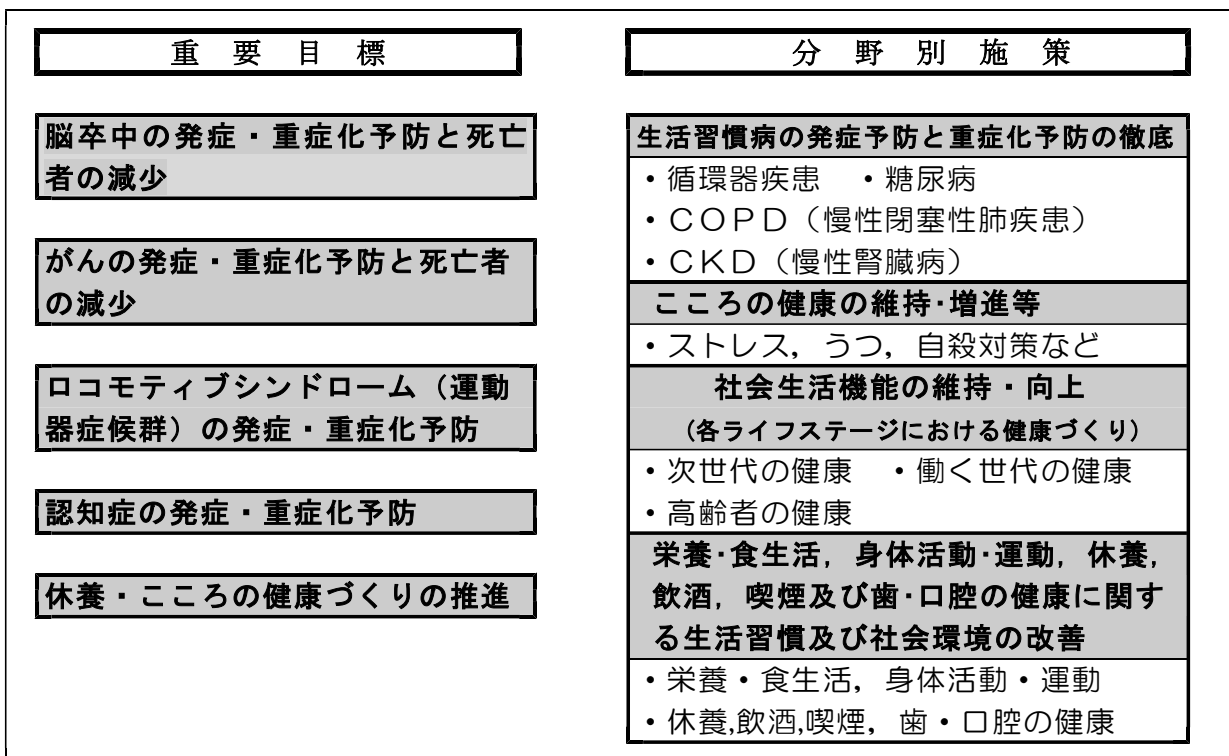 重要目標
脳卒中の発症・重症化予防と死亡
者の減少
がんの発症・重症化予防と死亡者
の減少
ロコモティブシンドローム（運動
器症候群）の発症・重症化予防
認知症の発症・重症化予防
休養・こころの健康づくりの推進
分野別施策
生活習慣病の発症予防と重症化予防の徹底
・循環器疾患　・糖尿病
・ＣＯＰＤ（慢性閉塞性肺疾患）
・ＣＫＤ（慢性腎臓病）
こころの健康の維持･増進等
・ストレス，うつ，自殺対策など
社会生活機能の維持・向上
（各ライフステージにおける健康づくり）
・次世代の健康　・働く世代の健康
・高齢者の健康
栄養･食生活，身体活動･運動，休養，
飲酒，喫煙及び歯･口腔の健康に関す
る生活習慣及び社会環境の改善
・栄養・食生活，身体活動・運動
・休養,飲酒,喫煙，歯・口腔の健康